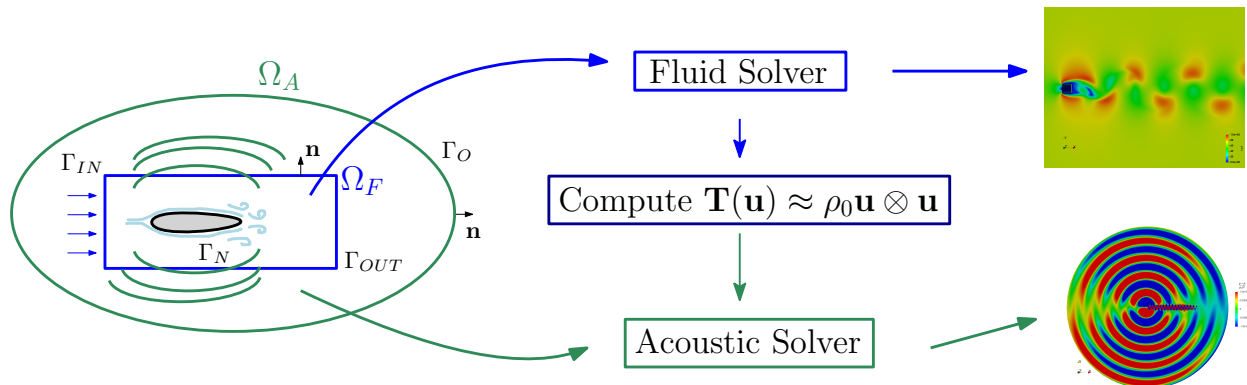 Ω_A
Γ_IN
n
Γ_O
Ω_F
n
Γ_N
Γ_OUT
Fluid Solver
Compute T(u) ≈ ρ₀u ⊗ u
Acoustic Solver